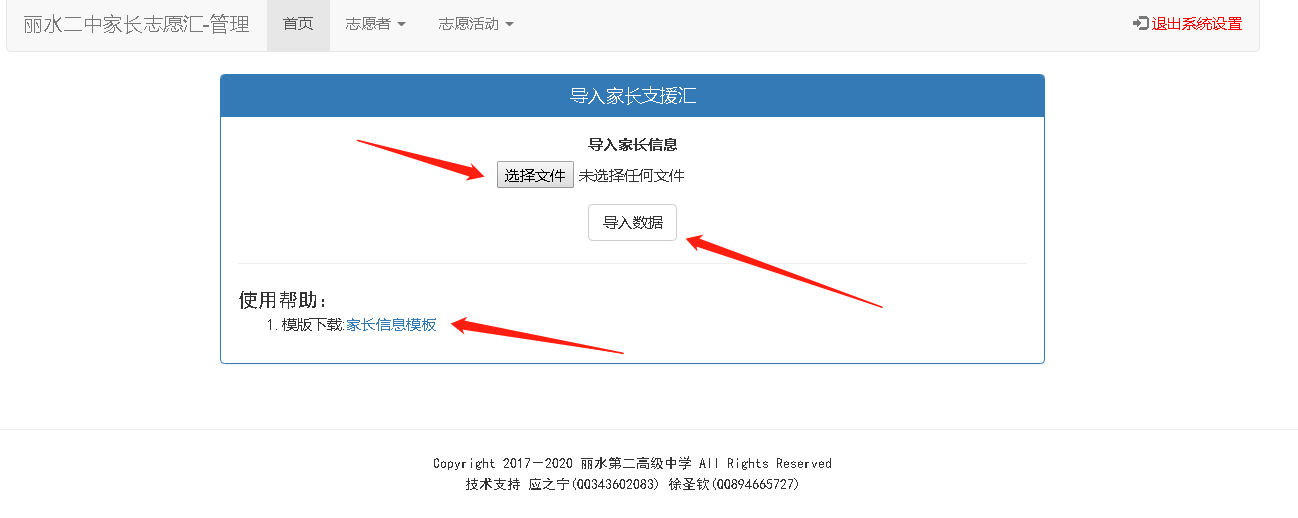 丽水二中家长志愿汇-管理 首页 志愿者 志愿活动 退出系统设置
导入家长支援汇
导入家长信息
选择文件 未选择任何文件
导入数据
使用帮助：
1. 模版下载:家长信息模板
Copyright 2017－2020 丽水第二高级中学 All Rights Reserved
技术支持 应之宁(QQ343602083) 徐圣钦(QQ894665727)